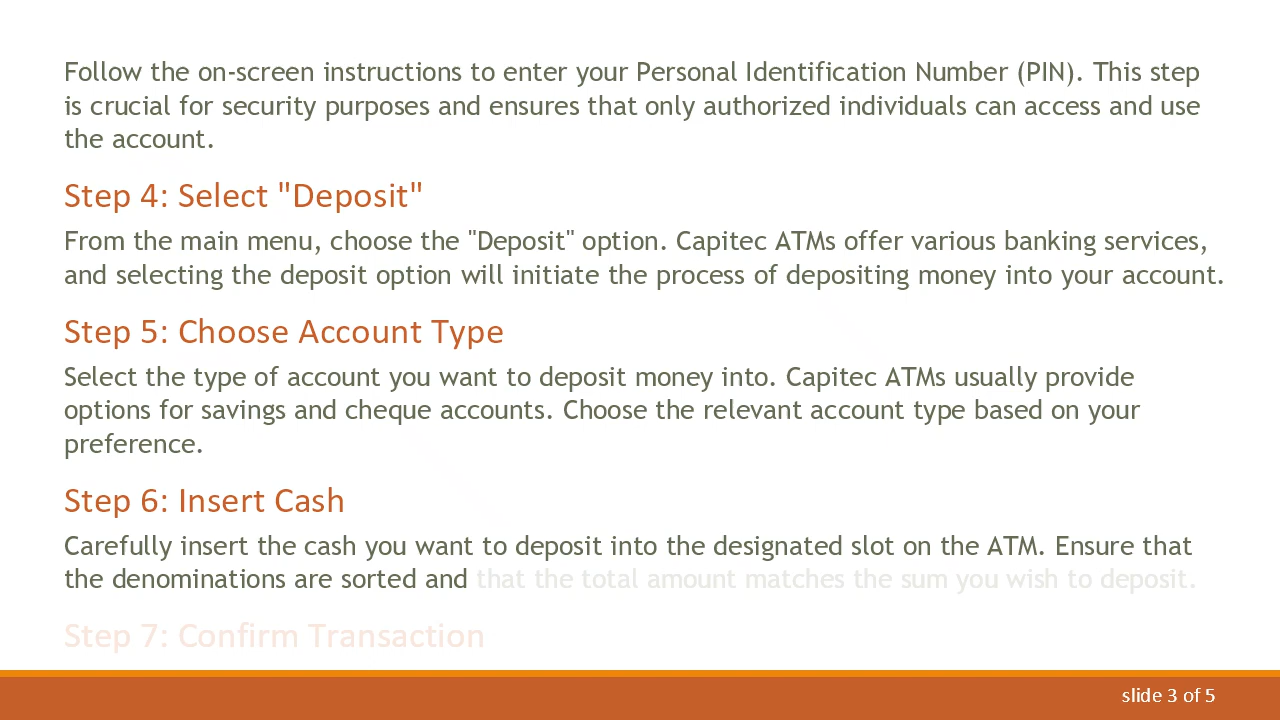 Follow the on-screen instructions to enter your Personal Identification Number (PIN). This step
is crucial for security purposes and ensures that only authorized individuals can access and use
the account.
Step 4: Select "Deposit"
From the main menu, choose the "Deposit" option. Capitec ATMs offer various banking services,
and selecting the deposit option will initiate the process of depositing money into your account.
Step 5: Choose Account Type
Select the type of account you want to deposit money into. Capitec ATMs usually provide
options for savings and cheque accounts. Choose the relevant account type based on your
preference.
Step 6: Insert Cash
Carefully insert the cash you want to deposit into the designated slot on the ATM. Ensure that
the denominations are sorted and that the total amount matches the sum you wish to deposit.
Step 7: Confirm Transaction
slide 3 of 5